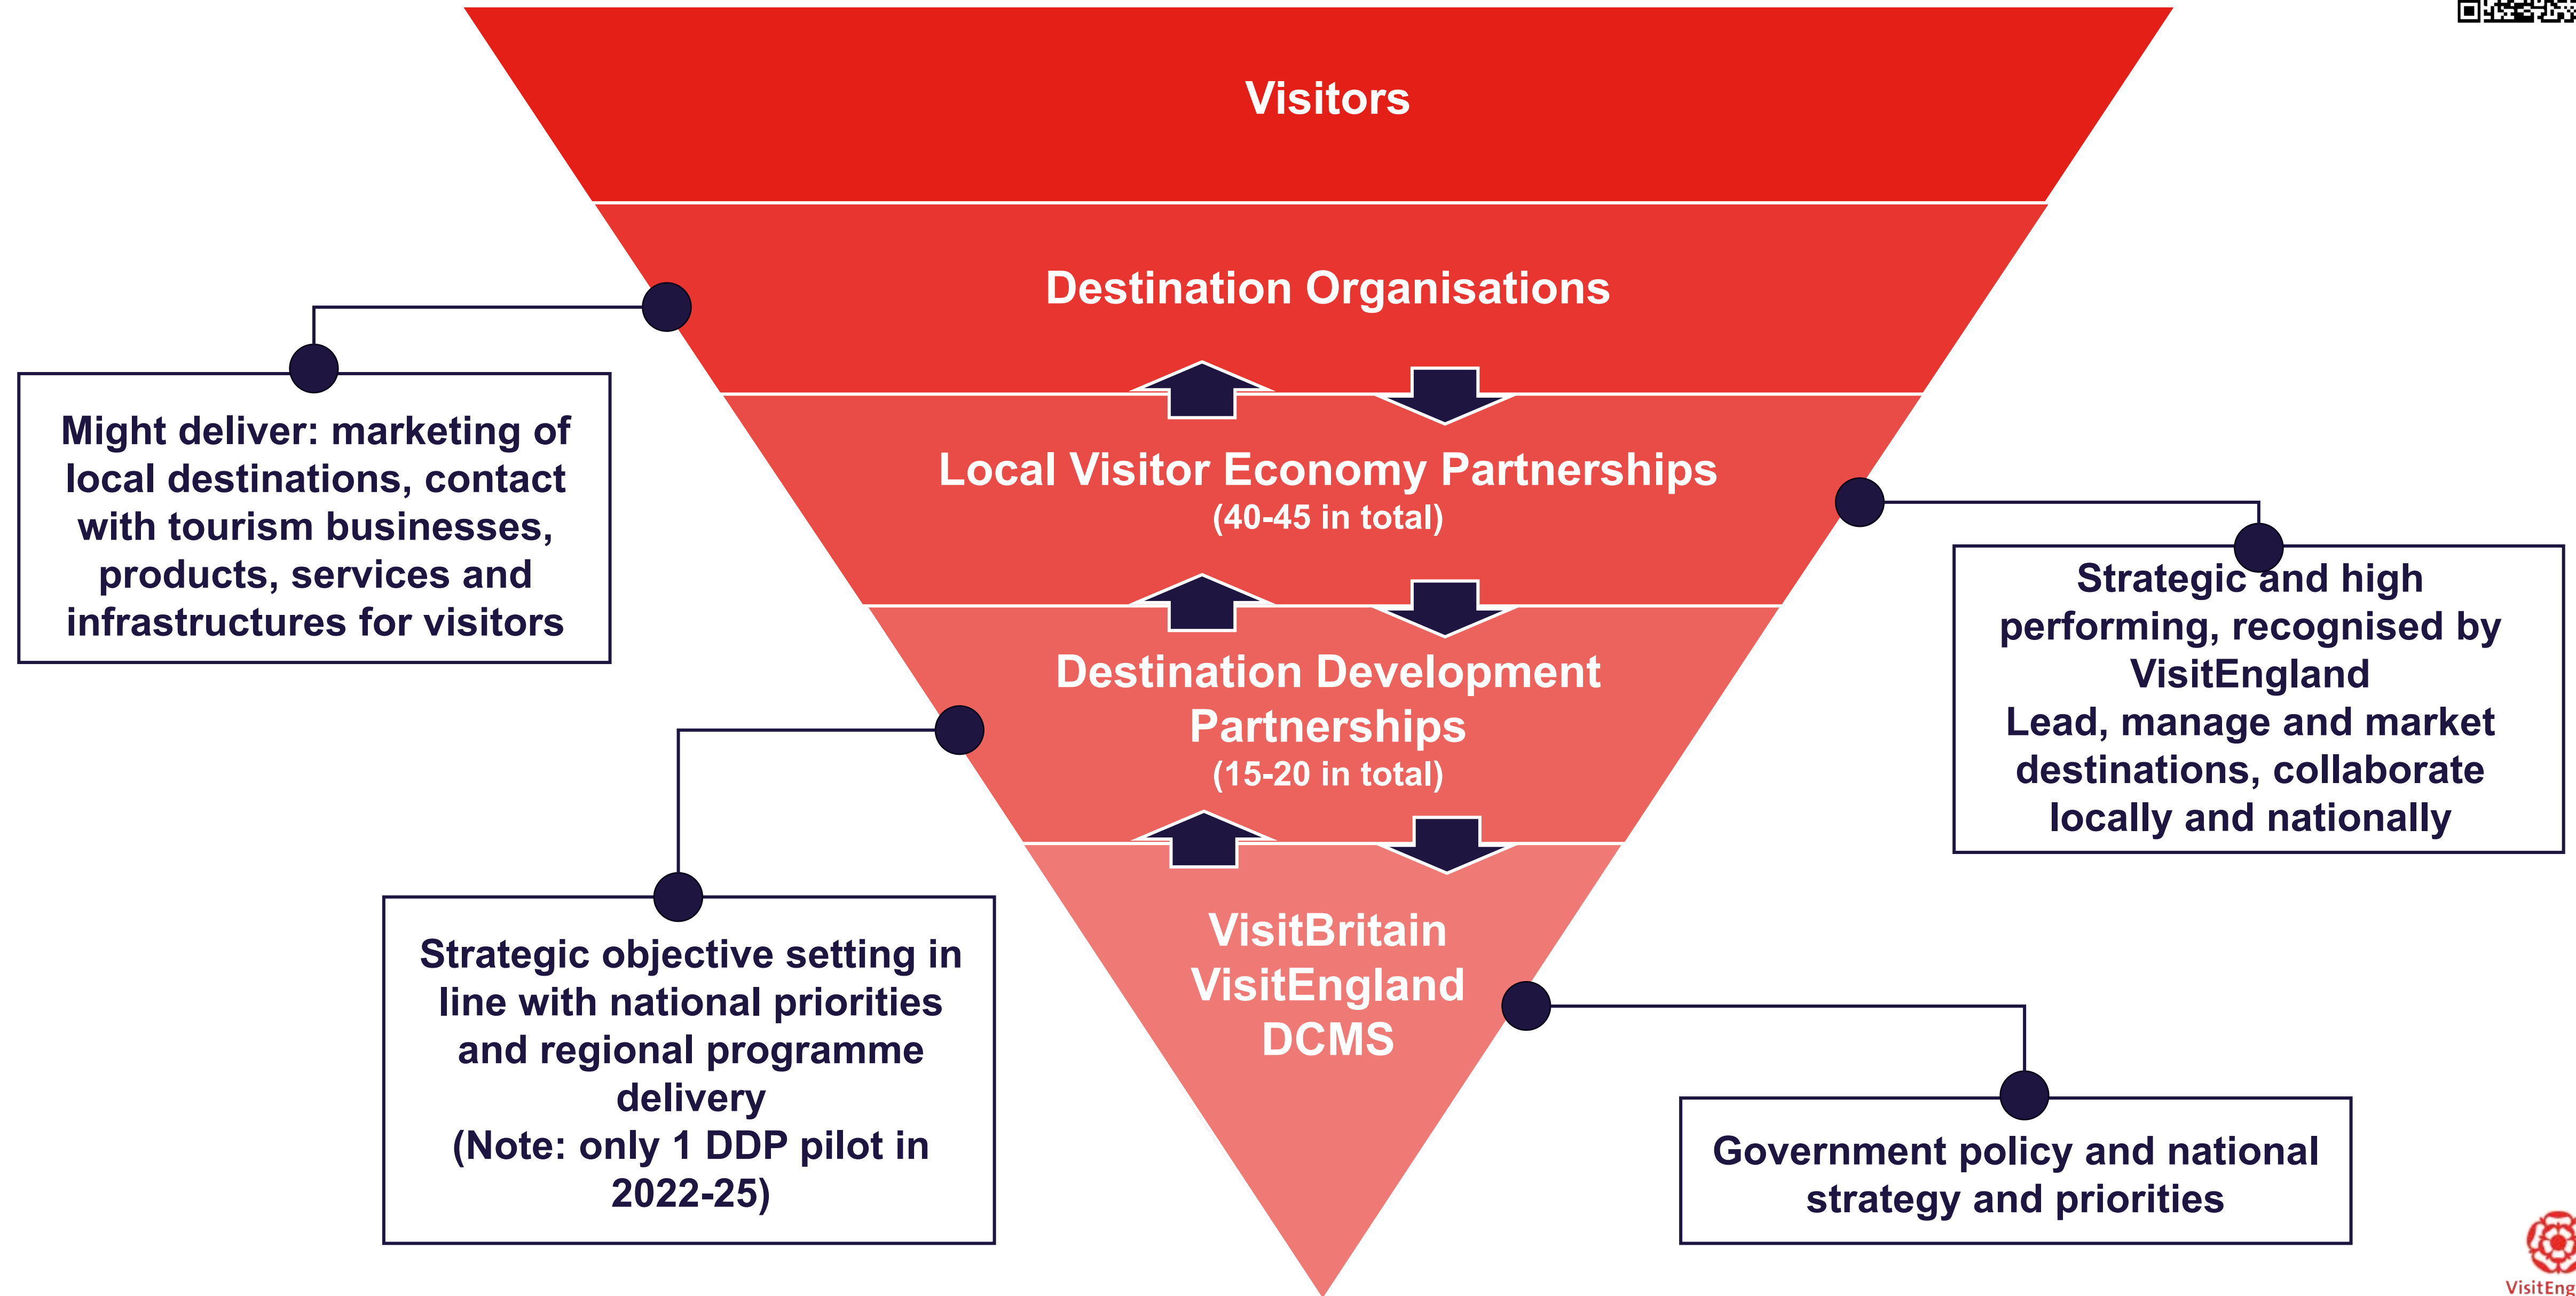 Visitors
Destination Organisations
Might deliver: marketing of
local destinations, contact
with tourism businesses,
products, services and
infrastructures for visitors
Local Visitor Economy Partnerships
(40-45 in total)
Strategic and high
performing, recognised by
VisitEngland
Lead, manage and market
destinations, collaborate
locally and nationally
Destination Development
Partnerships
(15-20 in total)
Strategic objective setting in
line with national priorities
and regional programme
delivery
(Note: only 1 DDP pilot in
2022-25)
VisitBritain
VisitEngland
DCMS
Government policy and national
strategy and priorities
VisitEng